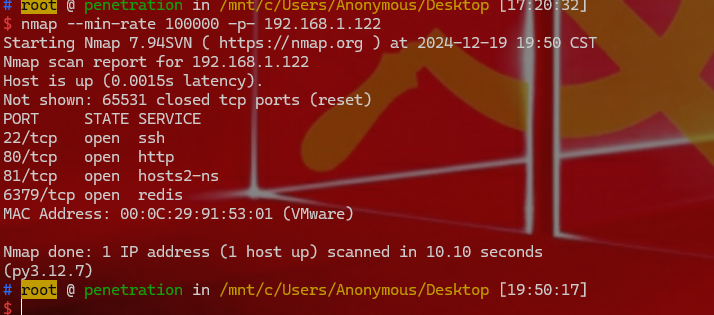 # root @ penetration in /mnt/c/Users/Anonymous/Desktop [17:20:32]
$ nmap --min-rate 100000 -p- 192.168.1.122
Starting Nmap 7.94SVN ( https://nmap.org ) at 2024-12-19 19:50 CST
Nmap scan report for 192.168.1.122
Host is up (0.0015s latency).
Not shown: 65531 closed tcp ports (reset)
PORT     STATE SERVICE
22/tcp   open  ssh
80/tcp   open  http
81/tcp   open  hosts2-ns
6379/tcp open  redis
MAC Address: 00:0C:29:91:53:01 (VMware)
Nmap done: 1 IP address (1 host up) scanned in 10.10 seconds
(py3.12.7)
# root @ penetration in /mnt/c/Users/Anonymous/Desktop [19:50:17]
$